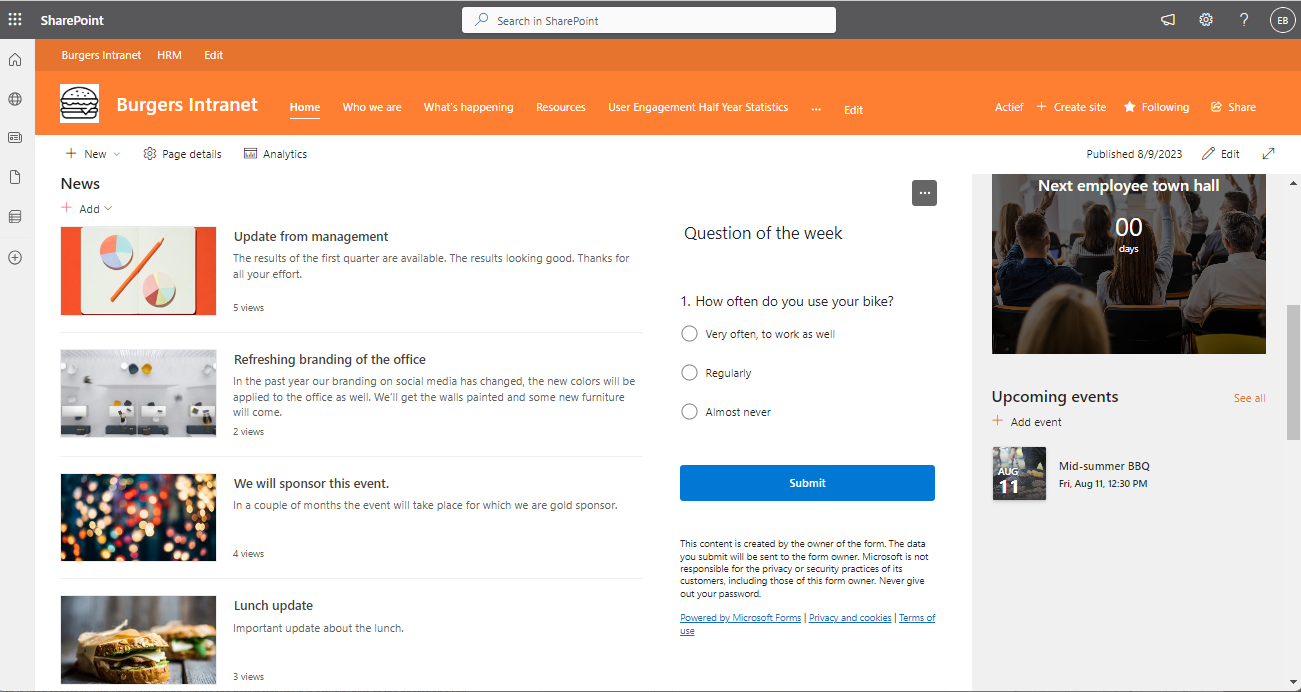 SharePoint
Search in SharePoint
?
EB
Burgers Intranet HRM Edit
Burgers Intranet
Home Who we are What's happening Resources User Engagement Half Year Statistics ... Edit
Actief + Create site Following Share
+ New Page details Analytics
Published 8/9/2023 Edit
News
+ Add
Update from management
The results of the first quarter are available. The results looking good. Thanks for
all your effort.
5 views
Refreshing branding of the office
In the past year our branding on social media has changed, the new colors will be
applied to the office as well. We'll get the walls painted and some new furniture
will come.
2 views
We will sponsor this event.
In a couple of months the event will take place for which we are gold sponsor.
4 views
Lunch update
Important update about the lunch.
3 views
...
Question of the week
1. How often do you use your bike?
Very often, to work as well
Regularly
Almost never
Submit
This content is created by the owner of the form. The data
you submit will be sent to the form owner. Microsoft is not
responsible for the privacy or security practices of its
customers, including those of this form owner. Never give
out your password.
Powered by Microsoft Forms | Privacy and cookies | Terms of
use
Next employee town hall
00
days
Upcoming events See all
+ Add event
AUG
11
Mid-summer BBQ
Fri, Aug 11, 12:30 PM